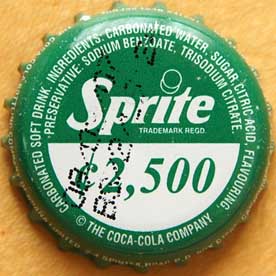 CARBONATED SOFT DRINK. INGREDIENTS: CARBONATED WATER, SUGAR, CITRIC ACID, FLAVOURING,
PRESERVATIVE: SODIUM BENZOATE, TRISODIUM CITRATE.
Sprite
TRADEMARK REGD.
¢2,500
© THE COCA-COLA COMPANY